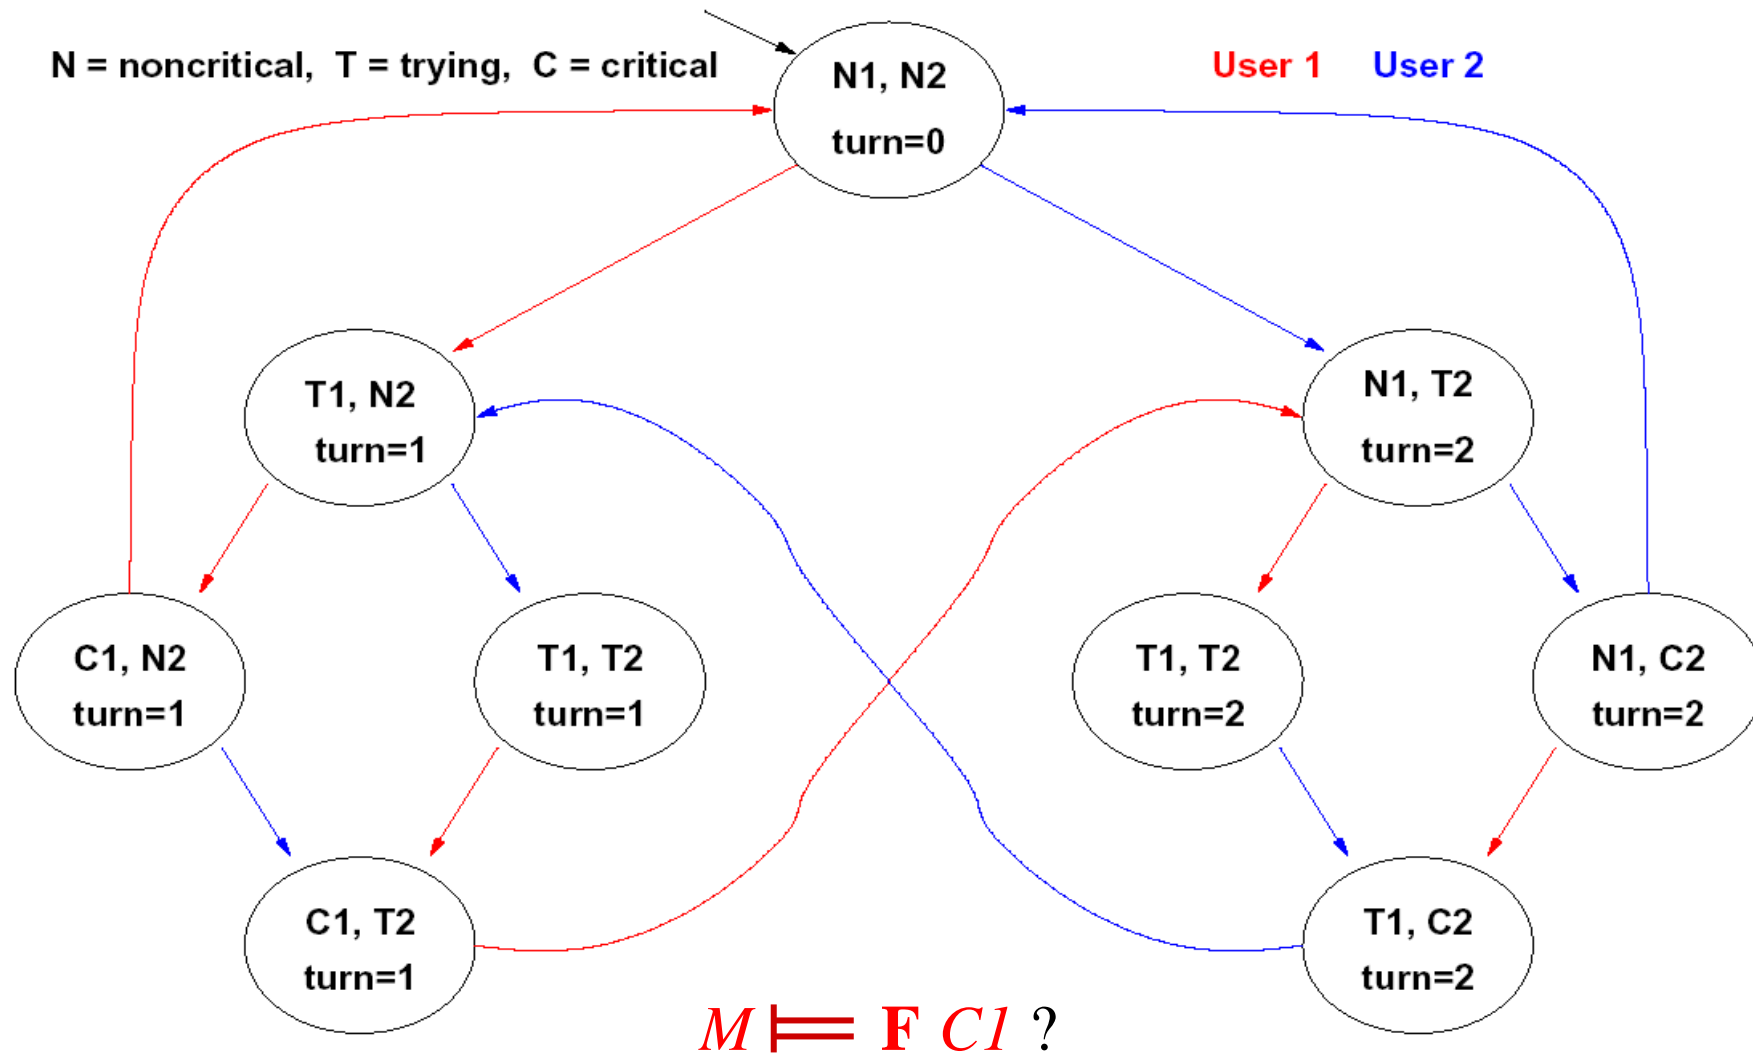 N = noncritical, T = trying, C = critical
User 1 User 2
N1, N2
turn=0
T1, N2
turn=1
N1, T2
turn=2
C1, N2
turn=1
T1, T2
turn=1
T1, T2
turn=2
N1, C2
turn=2
C1, T2
turn=1
T1, C2
turn=2
M ⊨ F C1 ?